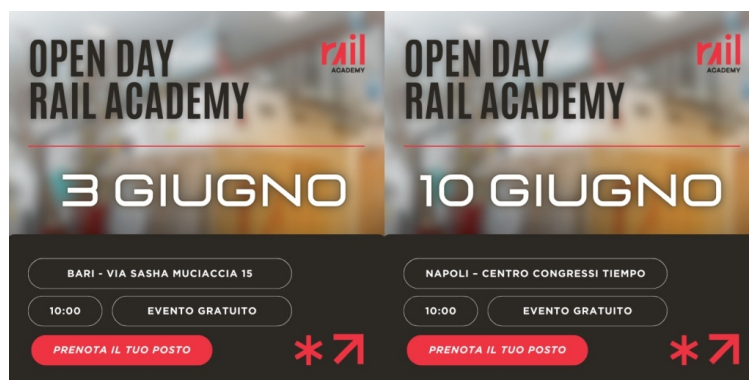 OPEN DAY
RAIL ACADEMY
rail
ACADEMY
3 GIUGNO
BARI - VIA SASHA MUCIACCIA 15
10:00
EVENTO GRATUITO
PRENOTA IL TUO POSTO
OPEN DAY
RAIL ACADEMY
rail
ACADEMY
10 GIUGNO
NAPOLI – CENTRO CONGRESSI TIEMPO
10:00
EVENTO GRATUITO
PRENOTA IL TUO POSTO